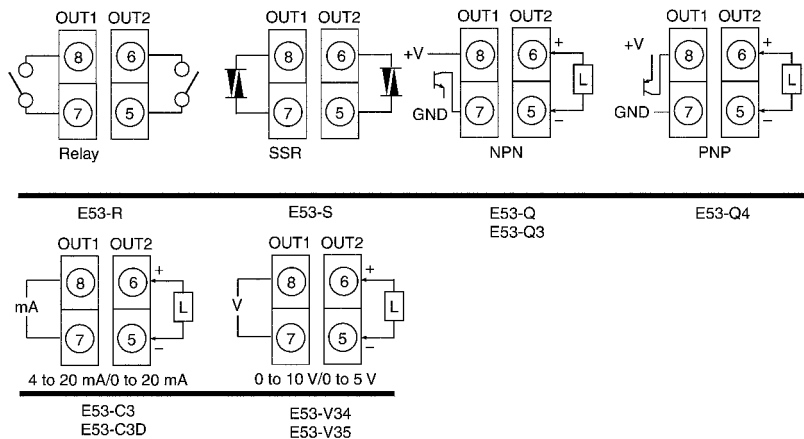 OUT1 OUT2 OUT1 OUT2 OUT1 OUT2 OUT1 OUT2
8 6 8 6 +V 8 6 + L +V 8 6 + L
7 5 7 5 GND 7 5 − GND 7 5 −
Relay SSR NPN PNP
E53-R E53-S E53-Q E53-Q4
E53-Q3
OUT1 OUT2 OUT1 OUT2
8 6 + 8 6 +
mA L V L
7 5 − 7 5 −
4 to 20 mA/0 to 20 mA 0 to 10 V/0 to 5 V
E53-C3 E53-V34
E53-C3D E53-V35